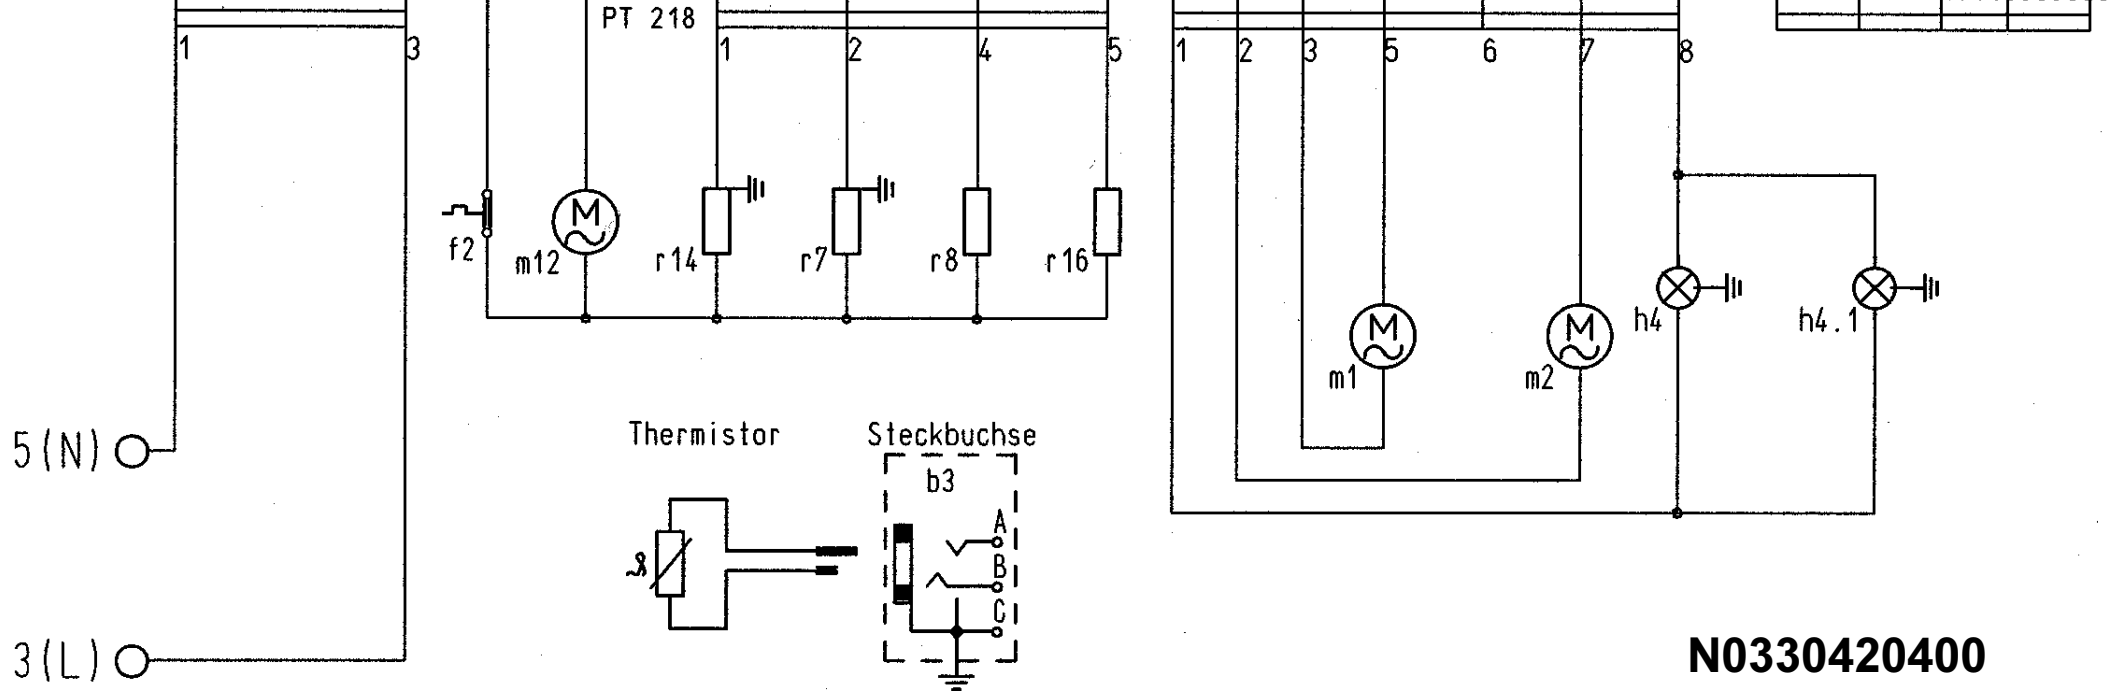 PT 218
1 3 1 2 4 5 1 2 3 5 6 7 8
f2 m12 r14 r7 r8 r16
h4 h4.1
m1 m2
5(N) Thermistor Steckbuchse
b3
A
B
C
3(L)
N0330420400